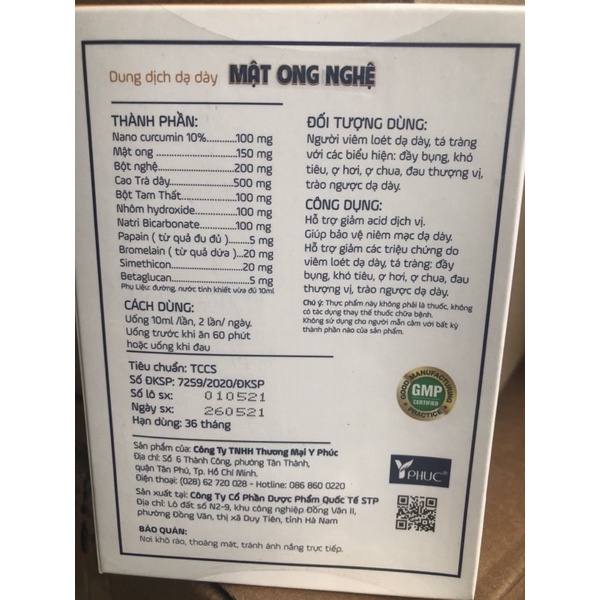 Dung dịch dạ dày MẬT ONG NGHỆ
THÀNH PHẦN:
Nano curcumin 10%...........100 mg
Mật ong ............................150 mg
Bột nghệ............................200 mg
Cao Trà dây.......................500 mg
Bột Tam Thất....................100 mg
Nhôm hydroxide................100 mg
Natri Bicarbonate..............100 mg
Papain ( từ quả đu đủ ).......5 mg
Bromelain ( từ quả dứa )...20 mg
Simethicon.........................20 mg
Betaglucan..........................5 mg
Phụ Liệu: đường, nước tinh khiết vừa đủ 10ml
CÁCH DÙNG:
Uống 10ml /lần, 2 lần/ ngày.
Uống trước khi ăn 60 phút
hoặc uống khi đau
Tiêu chuẩn: TCCS
Số ĐKSP: 7259/2020/ĐKSP
Số lô sx: 010521
Ngày sx: 260521
Hạn dùng: 36 tháng
ĐỐI TƯỢNG DÙNG:
Người viêm loét dạ dày, tá tràng
với các biểu hiện: đầy bụng, khó
tiêu, ợ hơi, ợ chua, đau thượng vị,
trào ngược dạ dày.
CÔNG DỤNG:
Hỗ trợ giảm acid dịch vị.
Giúp bảo vệ niêm mạc dạ dày.
Hỗ trợ giảm các triệu chứng do
viêm loét dạ dày, tá tràng: đầy
bụng, khó tiêu, ợ hơi, ợ chua, đau
thượng vị, trào ngược dạ dày.
Chú ý: Thực phẩm này không phải là thuốc, không
có tác dụng thay thế thuốc chữa bệnh.
Không sử dụng cho người mẫn cảm với bất kỳ
thành phần nào của sản phẩm.
GOOD MANUFACTURING
GMP
CERTIFIED
PRACTICE
Sản phẩm của: Công Ty TNHH Thương Mại Y Phúc
Địa chỉ: Số 6 Thành Công, phường Tân Thành,
quận Tân Phú, Tp. Hồ Chí Minh.
Điện thoại: (028) 62 720 028 - Hotline: 086 860 0220
Y PHUC
Sản xuất tại: Công Ty Cổ Phần Dược Phẩm Quốc Tế STP
Địa chỉ: Lô đất số N2-9, khu công nghiệp Đồng Văn II,
phường Đồng Văn, thị xã Duy Tiên, tỉnh Hà Nam
BẢO QUẢN:
Nơi khô ráo, thoáng mát, tránh ánh nắng trực tiếp.